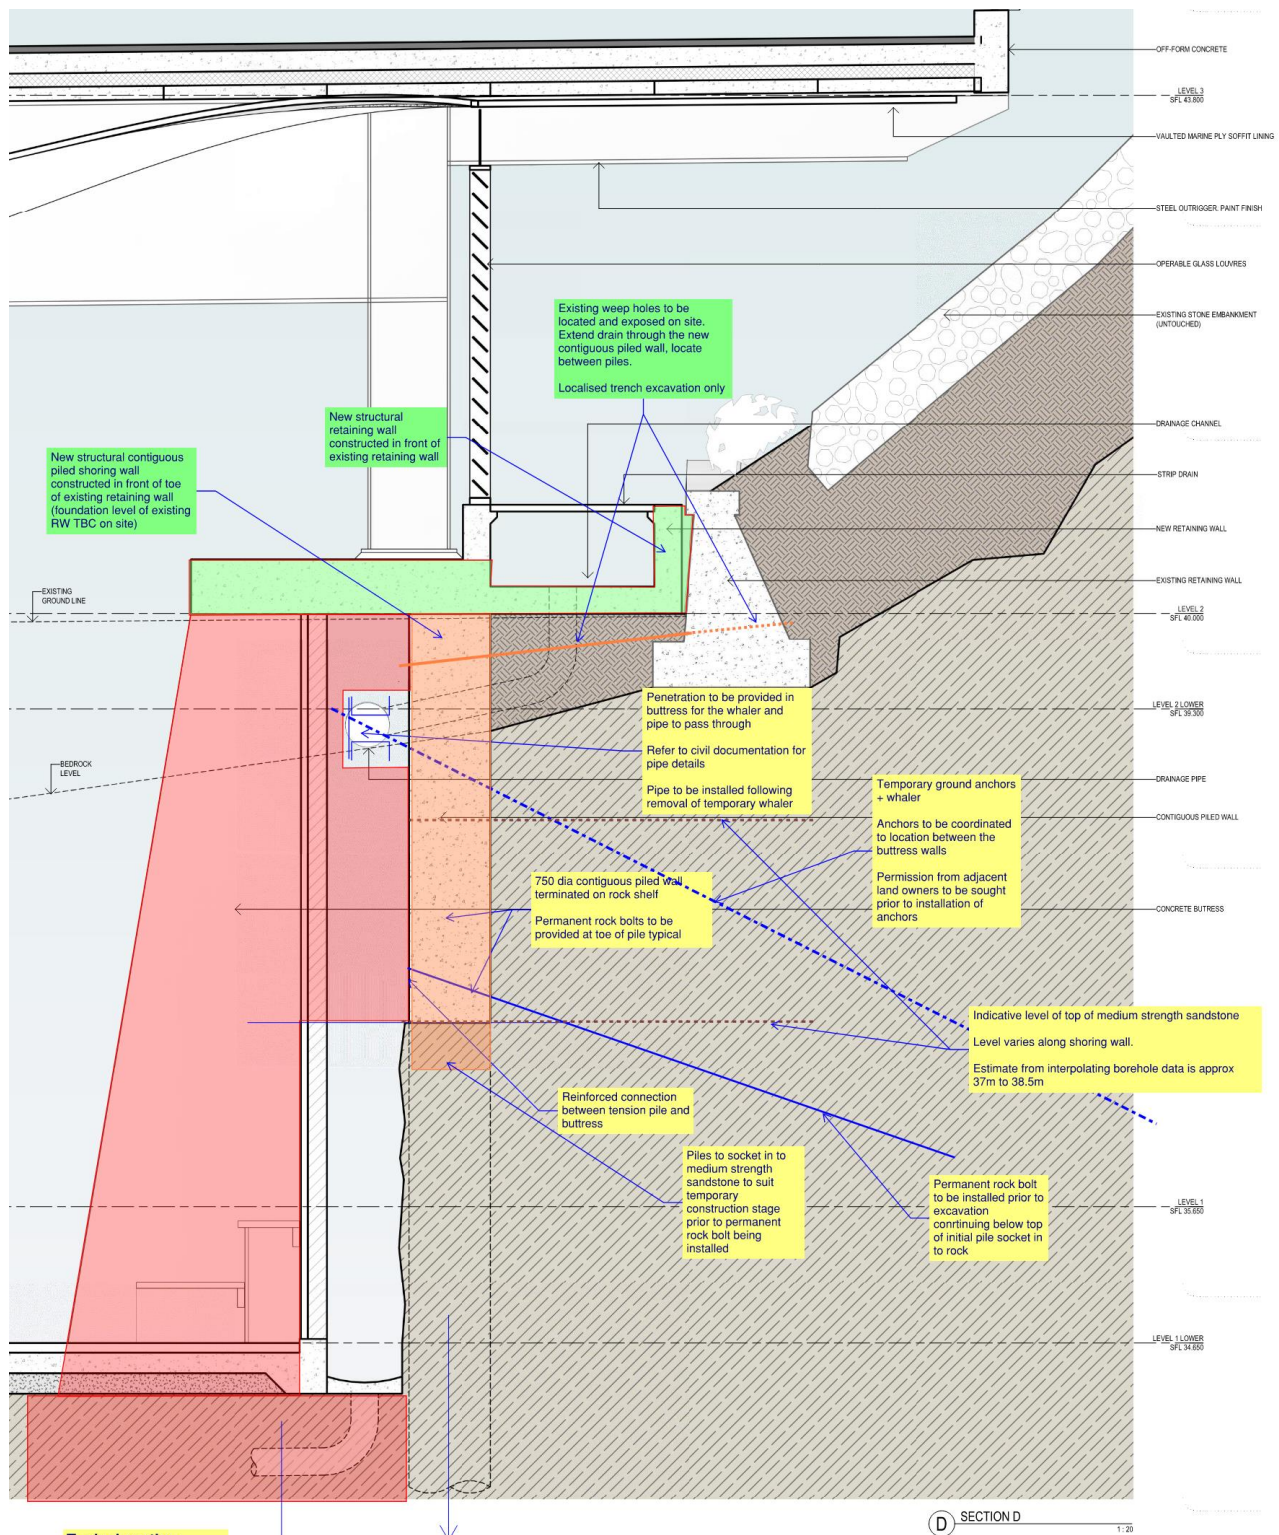 OFF-FORM CONCRETE
LEVEL 3
SFL 43.800
VAULTED MARINE PLY SOFFIT LINING
STEEL OUTRIGGER. PAINT FINISH
OPERABLE GLASS LOUVRES
Existing weep holes to be
located and exposed on site.
Extend drain through the new
contiguous piled wall, locate
between piles.
Localised trench excavation only
EXISTING STONE EMBANKMENT
(UNTOUCHED)
New structural
retaining wall
constructed in front of
existing retaining wall
DRAINAGE CHANNEL
New structural contiguous
piled shoring wall
constructed in front of toe
of existing retaining wall
(foundation level of existing
RW TBC on site)
STRIP DRAIN
NEW RETAINING WALL
EXISTING RETAINING WALL
EXISTING
GROUND LINE
LEVEL 2
SFL 40.000
Penetration to be provided in
buttress for the whaler and
pipe to pass through
Refer to civil documentation for
pipe details
Pipe to be installed following
removal of temporary whaler
LEVEL 2 LOWER
SFL 39.300
BEDROCK
LEVEL
DRAINAGE PIPE
Temporary ground anchors
+ whaler
Anchors to be coordinated
to location between the
buttress walls
Permission from adjacent
land owners to be sought
prior to installation of
anchors
CONTIGUOUS PILED WALL
750 dia contiguous piled wall
terminated on rock shelf
Permanent rock bolts to be
provided at toe of pile typical
CONCRETE BUTRESS
Indicative level of top of medium strength sandstone
Level varies along shoring wall.
Estimate from interpolating borehole data is approx
37m to 38.5m
Reinforced connection
between tension pile and
buttress
Piles to socket in to
medium strength
sandstone to suit
temporary
construction stage
prior to permanent
rock bolt being
installed
Permanent rock bolt
to be installed prior to
excavation
conrtinuing below top
of initial pile socket in
to rock
LEVEL 1
SFL 35.650
LEVEL 1 LOWER
SFL 34.650
D SECTION D
1 : 20